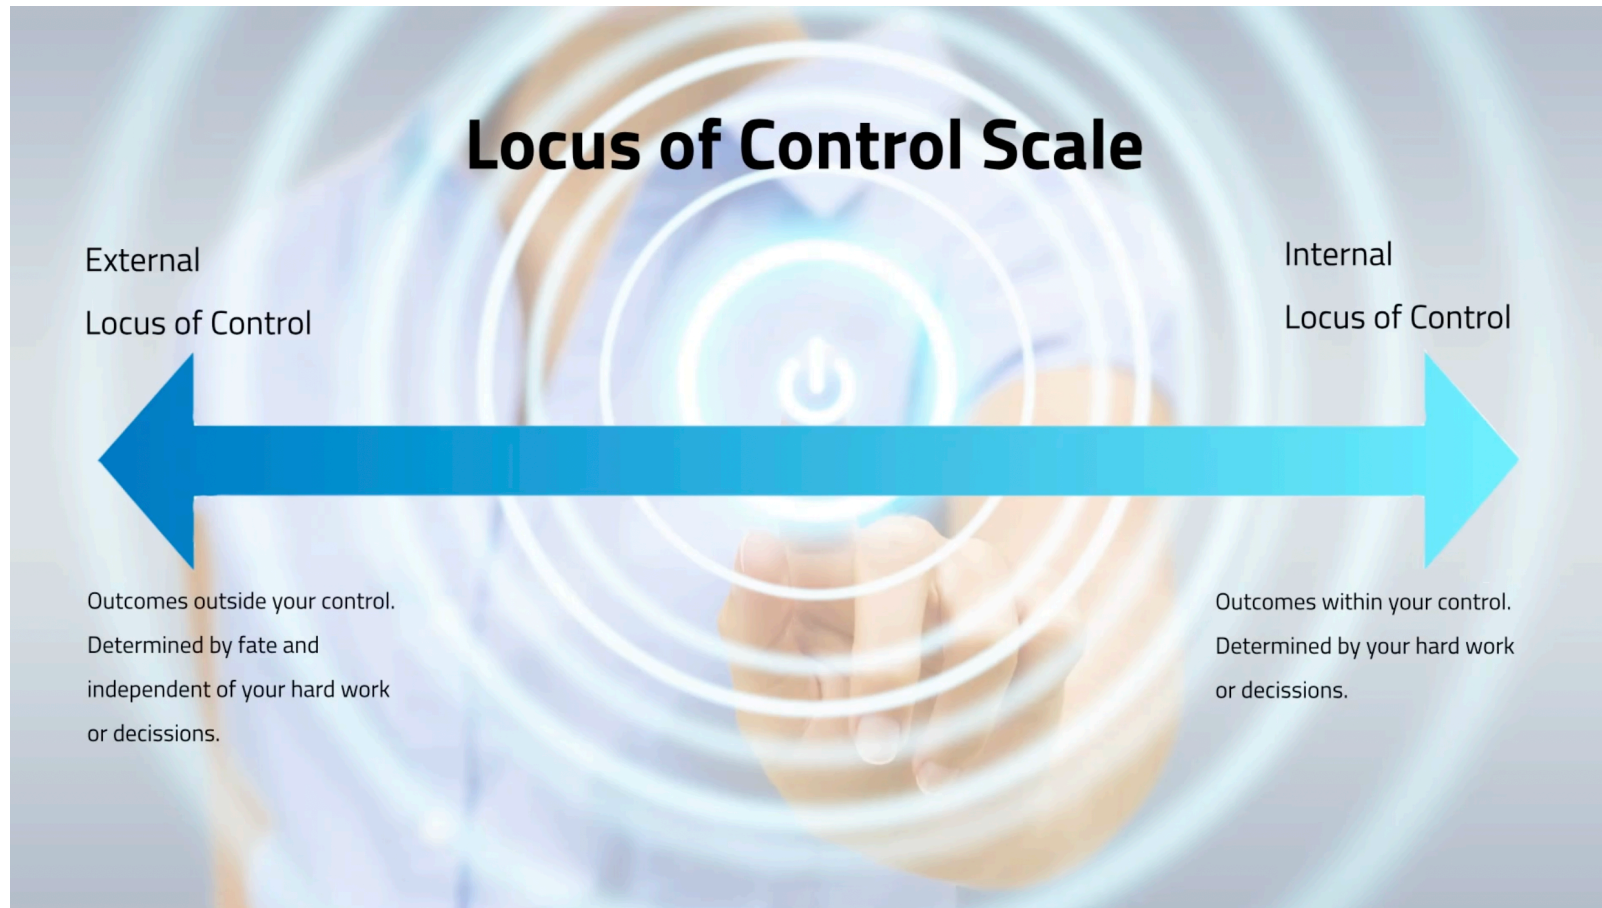 Locus of Control Scale
External
Locus of Control
Internal
Locus of Control
Outcomes outside your control.
Determined by fate and
independent of your hard work
or decissions.
Outcomes within your control.
Determined by your hard work
or decissions.